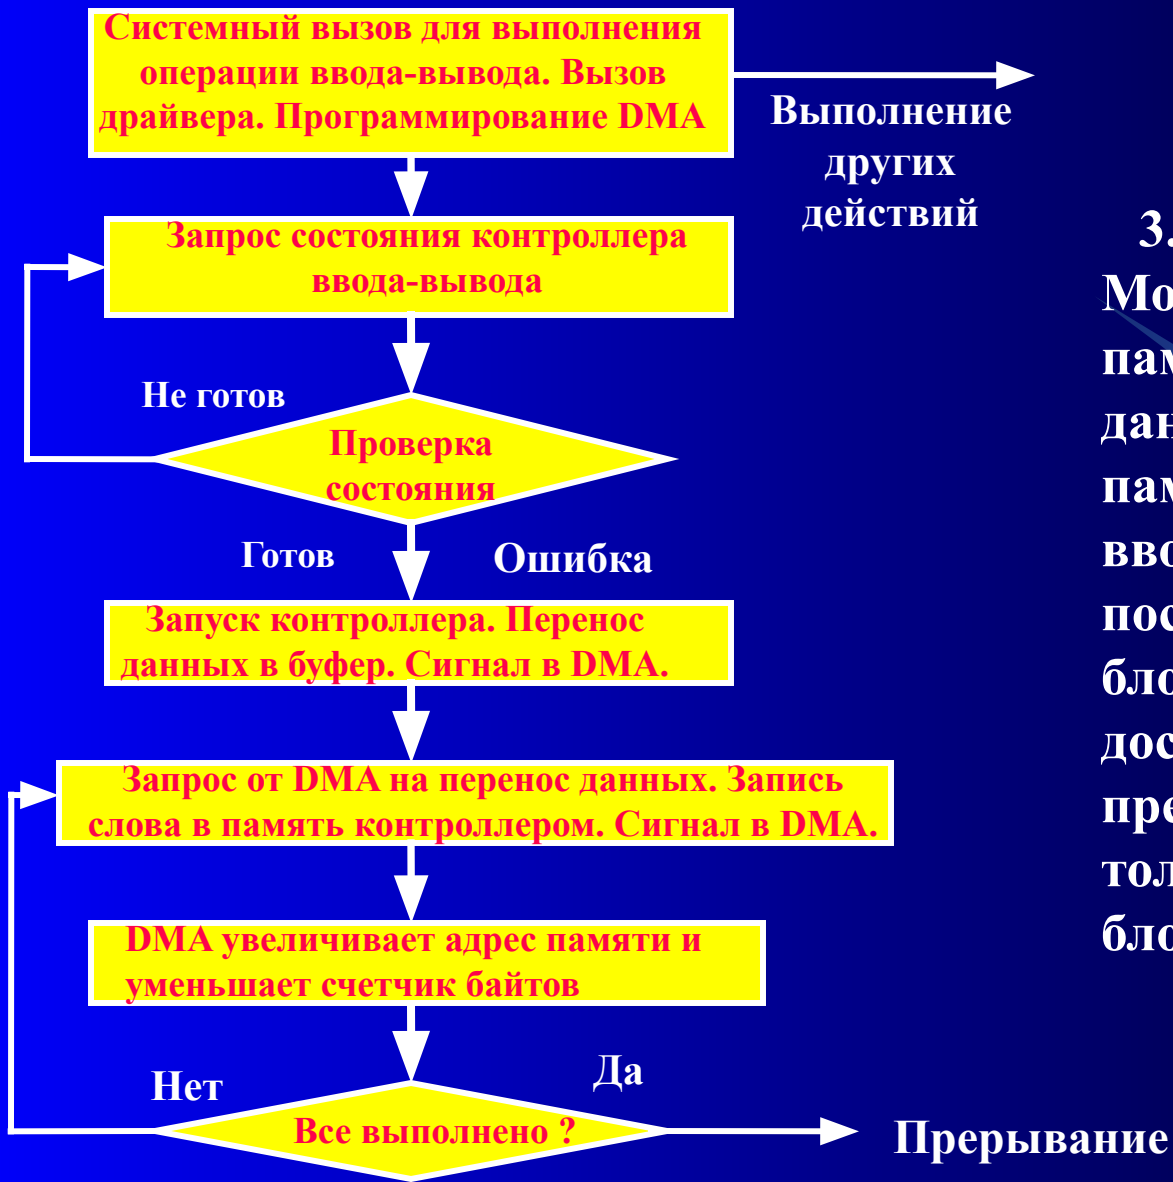 Системный вызов для выполнения
операции ввода-вывода. Вызов
драйвера. Программирование DMA
Выполнение
других
действий
Запрос состояния контроллера
ввода-вывода
Не готов
Проверка
состояния
Готов
Ошибка
Запуск контроллера. Перенос
данных в буфер. Сигнал в DMA.
Запрос от DMA на перенос данных. Запись
слова в память контроллером. Сигнал в DMA.
DMA увеличивает адрес памяти и
уменьшает счетчик байтов
Нет
Да
Все выполнено ?
Прерывание
3.